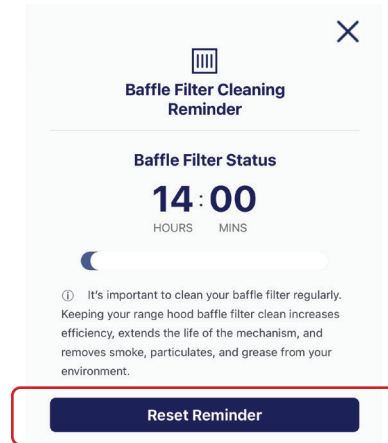 Baffle Filter Cleaning
Reminder
Baffle Filter Status
14 : 00
HOURS MINS
ⓘ It's important to clean your baffle filter regularly.
Keeping your range hood baffle filter clean increases
efficiency, extends the life of the mechanism, and
removes smoke, particulates, and grease from your
environment.
Reset Reminder